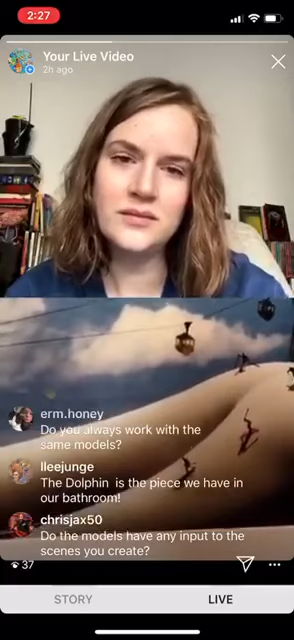 2:27
Your Live Video
2h ago
erm.honey
Do you always work with the
same models?
lleejunge
The Dolphin is the piece we have in
our bathroom!
chrisjax50
Do the models have any input to the
scenes you create?
37
STORY
LIVE